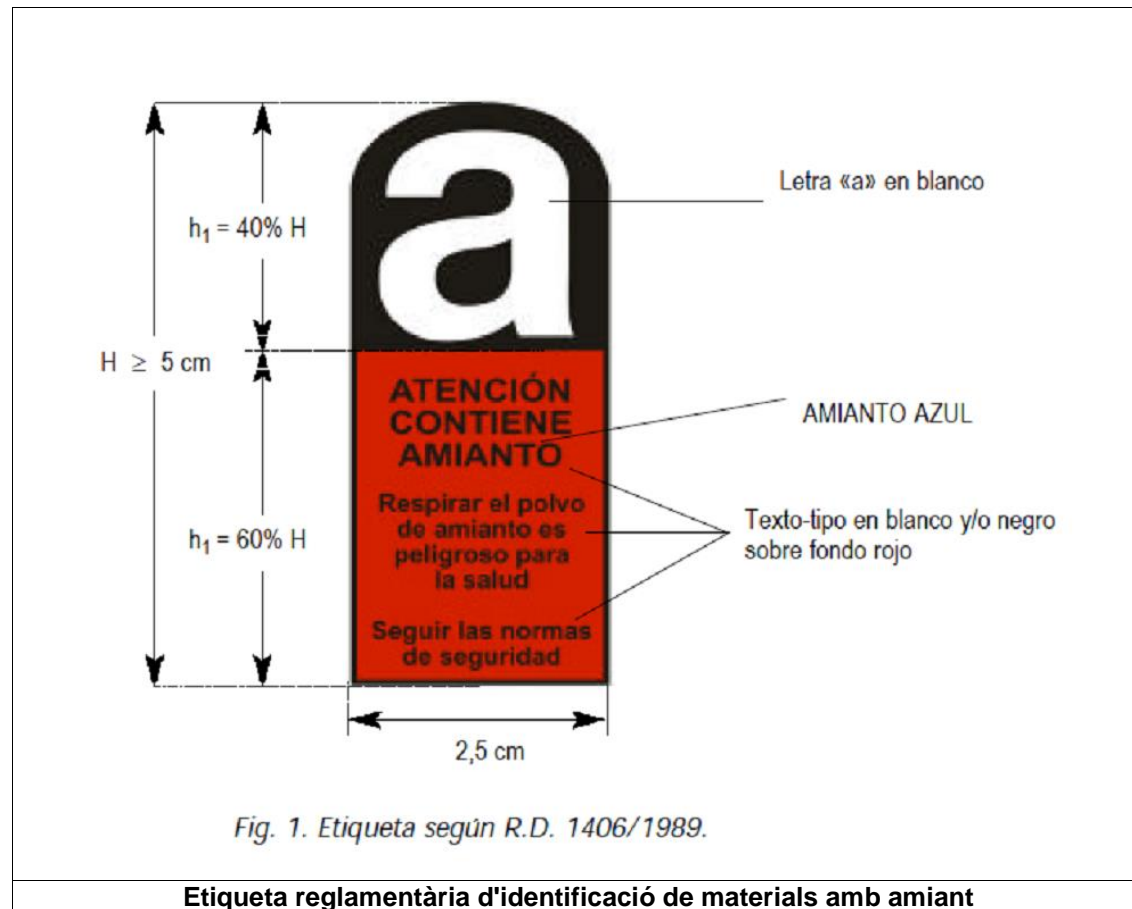 a
Letra «a» en blanco
h₁ = 40% H
H ≥ 5 cm
ATENCIÓN
CONTIENE
AMIANTO
AMIANTO AZUL
Respirar el polvo
de amianto es
peligroso para
la salud
h₁ = 60% H
Texto-tipo en blanco y/o negro
sobre fondo rojo
Seguir las normas
de seguridad
2,5 cm
Fig. 1. Etiqueta según R.D. 1406/1989.
Etiqueta reglamentària d'identificació de materials amb amiant